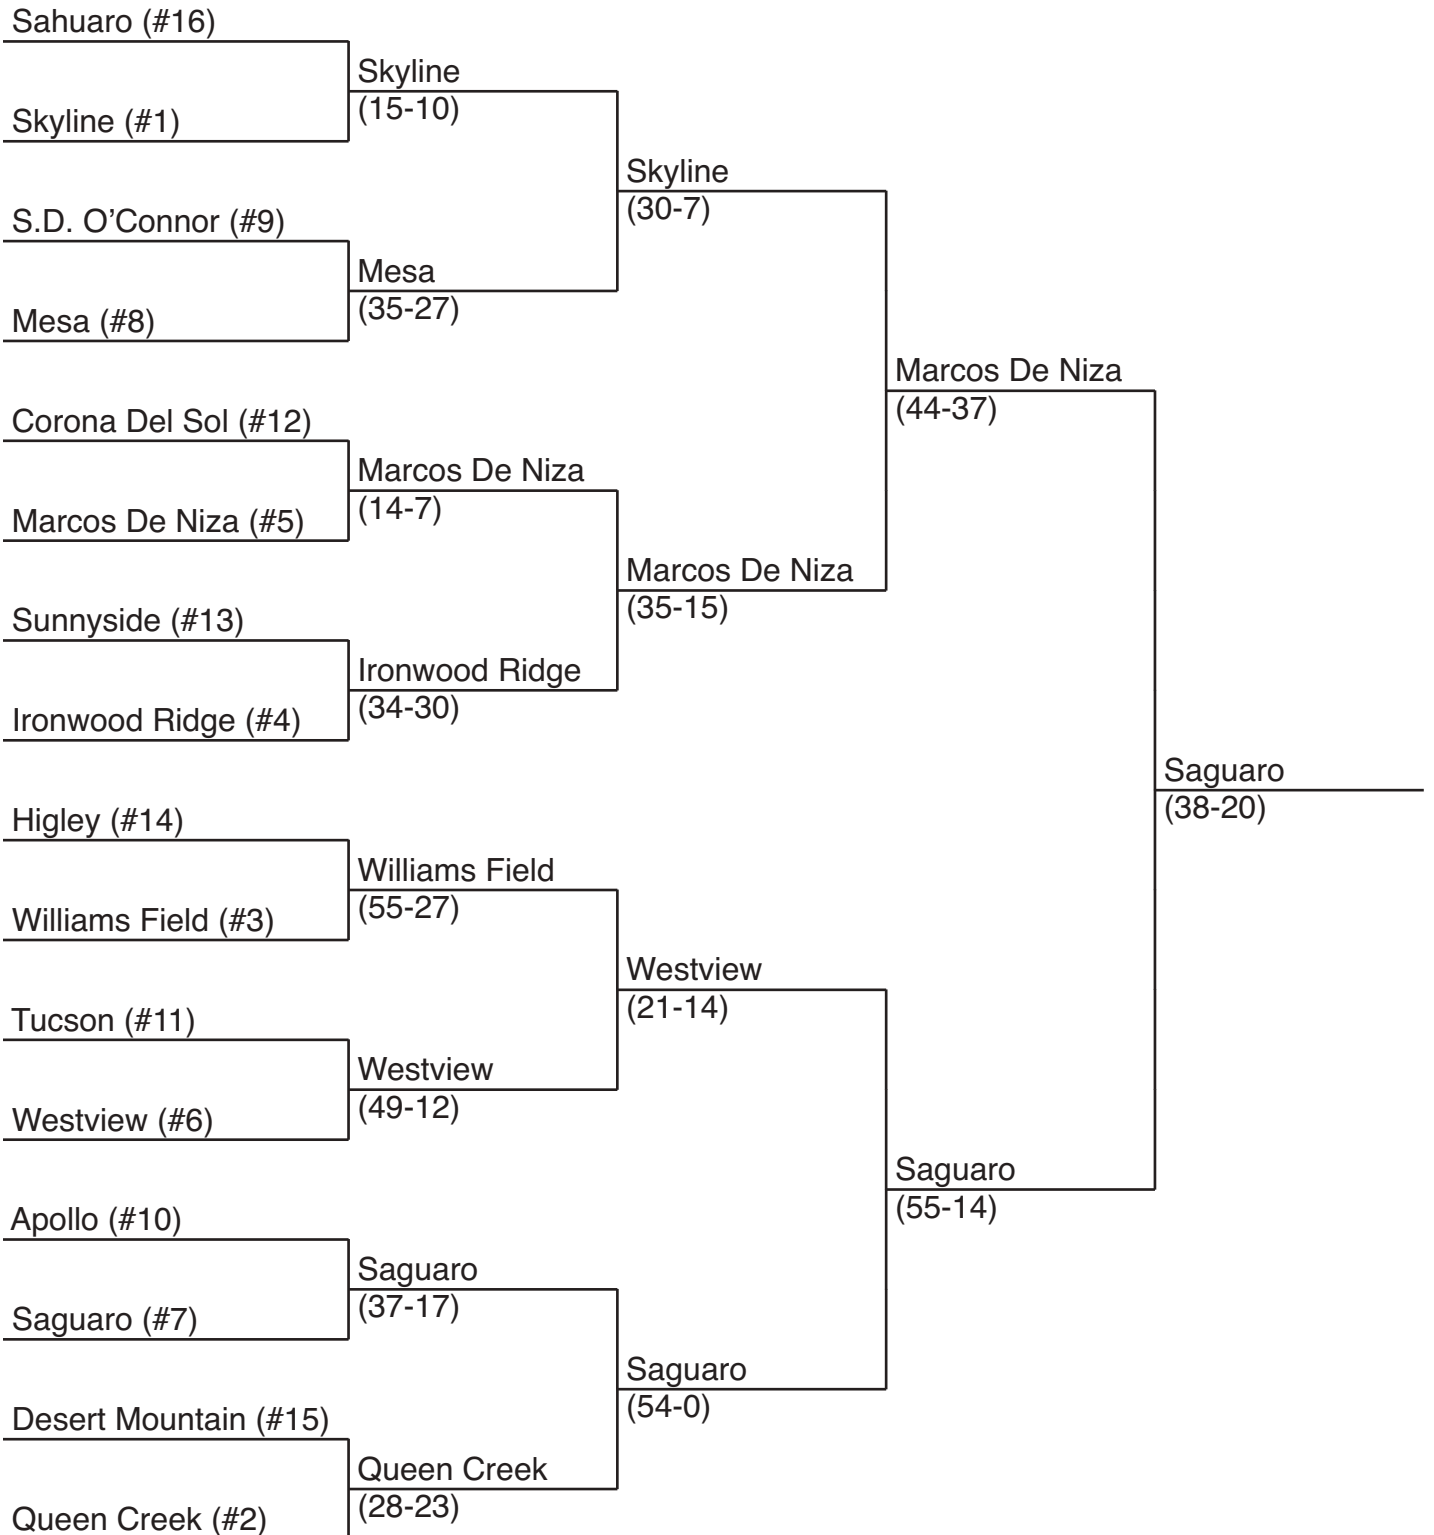 Sahuaro (#16)
Skyline
(15-10)
Skyline (#1)
Skyline
(30-7)
S.D. O’Connor (#9)
Mesa
(35-27)
Mesa (#8)
Marcos De Niza
(44-37)
Corona Del Sol (#12)
Marcos De Niza
(14-7)
Marcos De Niza (#5)
Marcos De Niza
(35-15)
Sunnyside (#13)
Ironwood Ridge
(34-30)
Ironwood Ridge (#4)
Saguaro
(38-20)
Higley (#14)
Williams Field
(55-27)
Williams Field (#3)
Westview
(21-14)
Tucson (#11)
Westview
(49-12)
Westview (#6)
Saguaro
(55-14)
Apollo (#10)
Saguaro
(37-17)
Saguaro (#7)
Saguaro
(54-0)
Desert Mountain (#15)
Queen Creek
(28-23)
Queen Creek (#2)